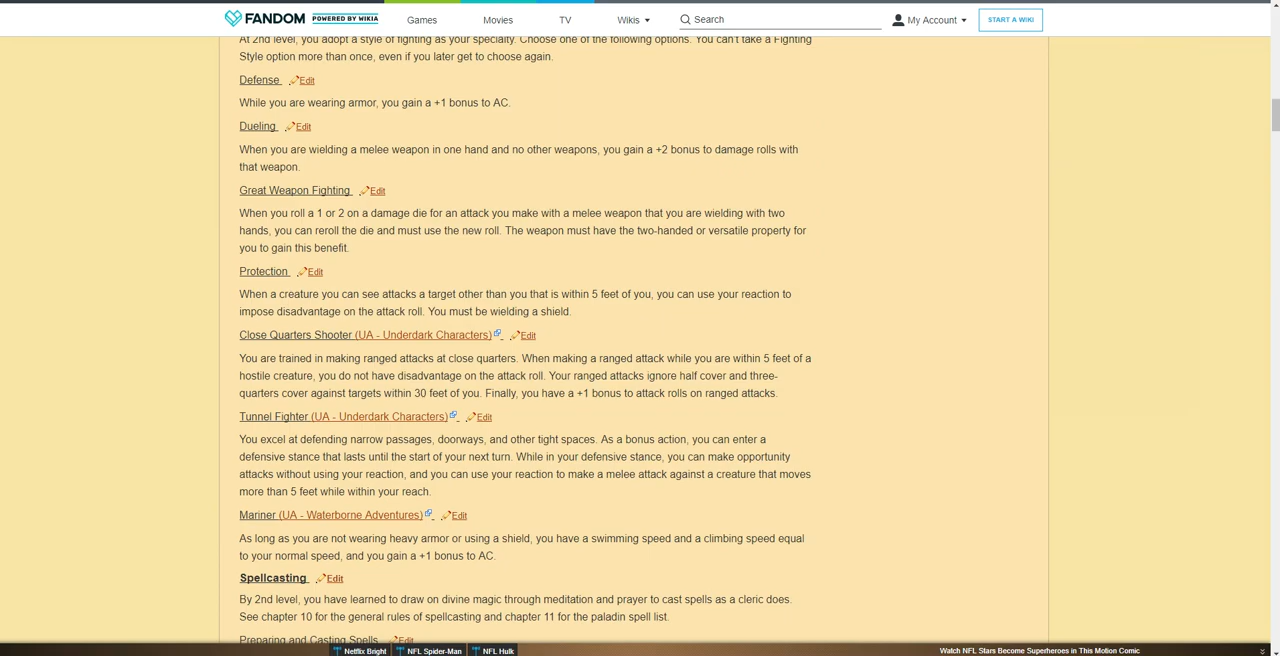 FANDOM POWERED BY WIKIA Games Movies TV Wikis Search My Account START A WIKI
At 2nd level, you adopt a style of fighting as your specialty. Choose one of the following options. You can't take a Fighting
Style option more than once, even if you later get to choose again.
Defense Edit
While you are wearing armor, you gain a +1 bonus to AC.
Dueling Edit
When you are wielding a melee weapon in one hand and no other weapons, you gain a +2 bonus to damage rolls with
that weapon.
Great Weapon Fighting Edit
When you roll a 1 or 2 on a damage die for an attack you make with a melee weapon that you are wielding with two
hands, you can reroll the die and must use the new roll. The weapon must have the two-handed or versatile property for
you to gain this benefit.
Protection Edit
When a creature you can see attacks a target other than you that is within 5 feet of you, you can use your reaction to
impose disadvantage on the attack roll. You must be wielding a shield.
Close Quarters Shooter (UA - Underdark Characters) Edit
You are trained in making ranged attacks at close quarters. When making a ranged attack while you are within 5 feet of a
hostile creature, you do not have disadvantage on the attack roll. Your ranged attacks ignore half cover and three-
quarters cover against targets within 30 feet of you. Finally, you have a +1 bonus to attack rolls on ranged attacks.
Tunnel Fighter (UA - Underdark Characters) Edit
You excel at defending narrow passages, doorways, and other tight spaces. As a bonus action, you can enter a
defensive stance that lasts until the start of your next turn. While in your defensive stance, you can make opportunity
attacks without using your reaction, and you can use your reaction to make a melee attack against a creature that moves
more than 5 feet while within your reach.
Mariner (UA - Waterborne Adventures) Edit
As long as you are not wearing heavy armor or using a shield, you have a swimming speed and a climbing speed equal
to your normal speed, and you gain a +1 bonus to AC.
Spellcasting Edit
By 2nd level, you have learned to draw on divine magic through meditation and prayer to cast spells as a cleric does.
See chapter 10 for the general rules of spellcasting and chapter 11 for the paladin spell list.
Preparing and Casting Spells Edit
Netflix Bright NFL Spider-Man NFL Hulk Watch NFL Stars Become Superheroes in This Motion Comic